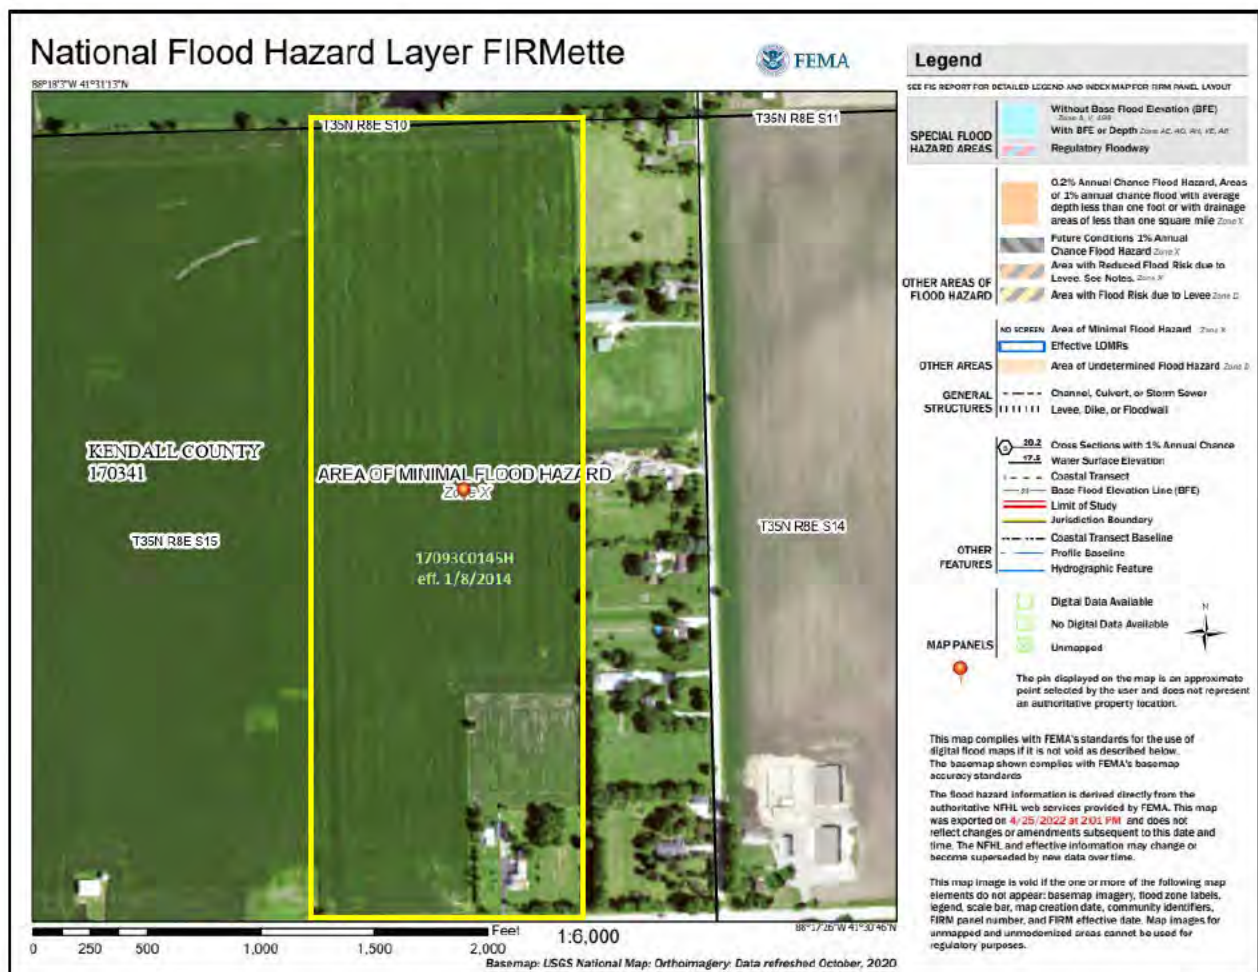 National Flood Hazard Layer FIRMette
FEMA
88°18'3"W 41°31'13"N
T35N R8E S10
T35N R8E S11
KENDALL COUNTY
170341
AREA OF MINIMAL FLOOD HAZARD
Zone X
T35N R8E S15
T35N R8E S14
17093C0145H
eff. 1/8/2014
Feet
1:6,000
88°17'26"W 41°30'46"N
0 250 500 1,000 1,500 2,000
Basemap: USGS National Map: Orthoimagery: Data refreshed October, 2020
Legend
SEE FIS REPORT FOR DETAILED LEGEND AND INDEX MAP FOR FIRM PANEL LAYOUT
SPECIAL FLOOD
HAZARD AREAS
Without Base Flood Elevation (BFE)
Zone A, V, A99
With BFE or Depth Zone AE, AO, AH, VE, AR
Regulatory Floodway
OTHER AREAS OF
FLOOD HAZARD
0.2% Annual Chance Flood Hazard, Areas
of 1% annual chance flood with average
depth less than one foot or with drainage
areas of less than one square mile Zone X
Future Conditions 1% Annual
Chance Flood Hazard Zone X
Area with Reduced Flood Risk due to
Levee. See Notes. Zone X
Area with Flood Risk due to Levee Zone D
OTHER AREAS
NO SCREEN Area of Minimal Flood Hazard Zone X
Effective LOMRs
Area of Undetermined Flood Hazard Zone D
GENERAL
STRUCTURES
Channel, Culvert, or Storm Sewer
Levee, Dike, or Floodwall
OTHER
FEATURES
20.2 Cross Sections with 1% Annual Chance
17.5 Water Surface Elevation
Coastal Transect
Base Flood Elevation Line (BFE)
Limit of Study
Jurisdiction Boundary
Coastal Transect Baseline
Profile Baseline
Hydrographic Feature
MAP PANELS
Digital Data Available
No Digital Data Available
Unmapped
N
The pin displayed on the map is an approximate
point selected by the user and does not represent
an authoritative property location.
This map complies with FEMA's standards for the use of
digital flood maps if it is not void as described below.
The basemap shown complies with FEMA's basemap
accuracy standards
The flood hazard information is derived directly from the
authoritative NFHL web services provided by FEMA. This map
was exported on 4/25/2022 at 2:01 PM and does not
reflect changes or amendments subsequent to this date and
time. The NFHL and effective information may change or
become superseded by new data over time.
This map image is void if the one or more of the following map
elements do not appear: basemap imagery, flood zone labels,
legend, scale bar, map creation date, community identifiers,
FIRM panel number, and FIRM effective date. Map images for
unmapped and unmodernized areas cannot be used for
regulatory purposes.